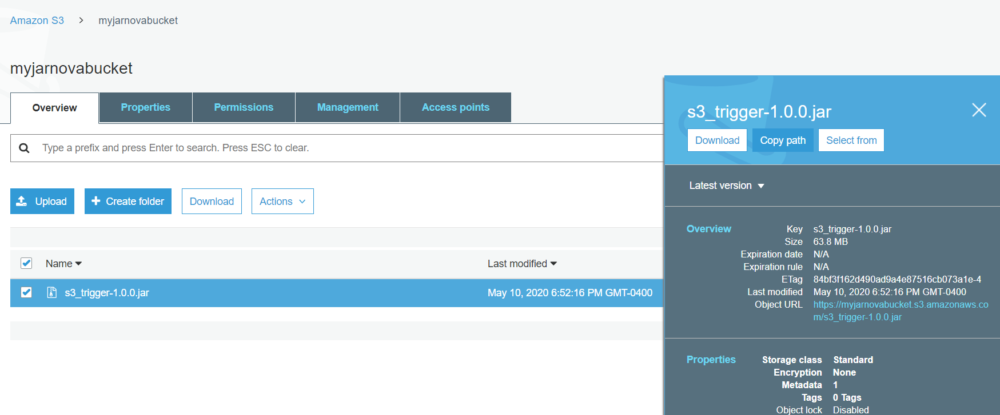 Amazon S3 > myjarnovabucket
myjarnovabucket
Overview Properties Permissions Management Access points
Type a prefix and press Enter to search. Press ESC to clear.
Upload Create folder Download Actions
Name Last modified
s3_trigger-1.0.0.jar May 10, 2020 6:52:16 PM GMT-0400
s3_trigger-1.0.0.jar
Download Copy path Select from
Latest version
Overview Key s3_trigger-1.0.0.jar
Size 63.8 MB
Expiration date N/A
Expiration rule N/A
ETag 84bf3f162d490ad9a4e87516cb073a1e-4
Last modified May 10, 2020 6:52:16 PM GMT-0400
Object URL https://myjarnovabucket.s3.amazonaws.co
m/s3_trigger-1.0.0.jar
Properties Storage class Standard
Encryption None
Metadata 1
Tags 0 Tags
Object lock Disabled